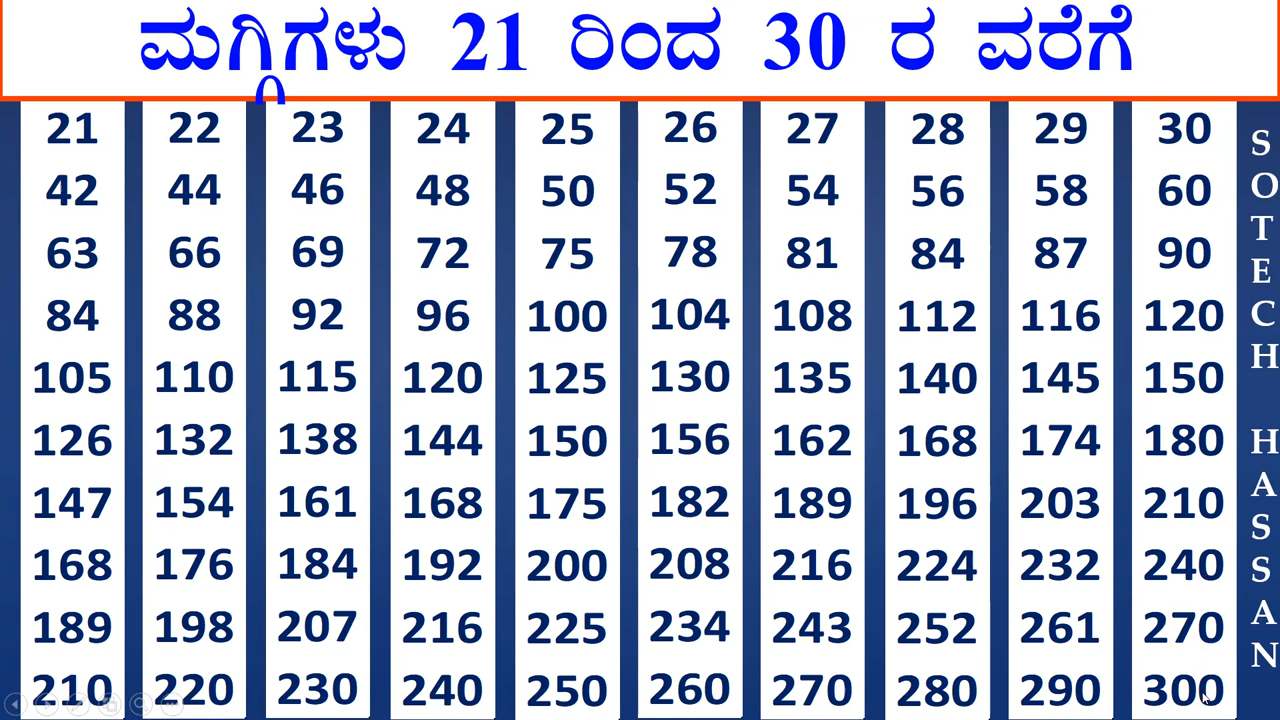 ಮಗ್ಗಿಗಳು 21 ರಿಂದ 30 ರ ವರೆಗೆ
21 22 23 24 25 26 27 28 29 30
42 44 46 48 50 52 54 56 58 60
63 66 69 72 75 78 81 84 87 90
84 88 92 96 100 104 108 112 116 120
105 110 115 120 125 130 135 140 145 150
126 132 138 144 150 156 162 168 174 180
147 154 161 168 175 182 189 196 203 210
168 176 184 192 200 208 216 224 232 240
189 198 207 216 225 234 243 252 261 270
210 220 230 240 250 260 270 280 290 300
SOTECH HASSAN